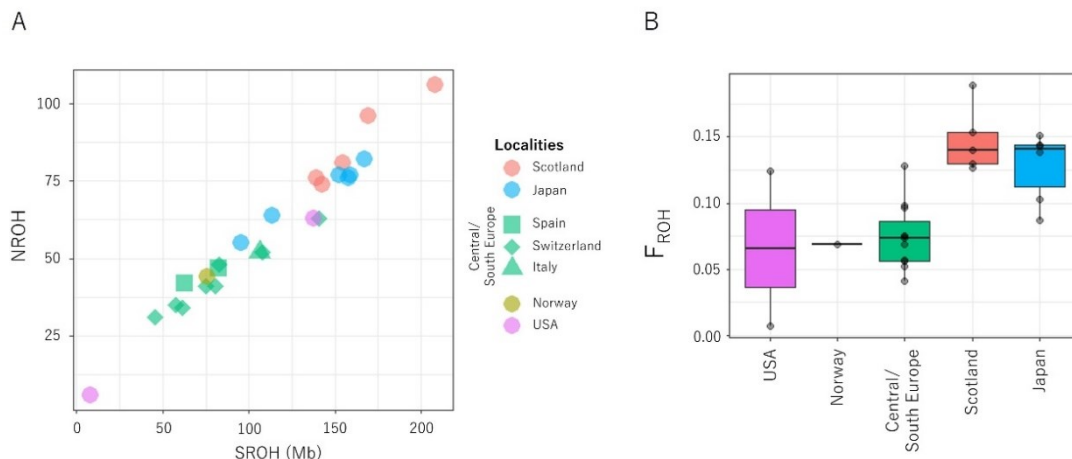 A
NROH
100
75
50
25
0
50
100
150
200
SROH (Mb)
Localities
Scotland
Japan
Central/
South Europe
Spain
Switzerland
Italy
Norway
USA
B
FROH
0.15
0.10
0.05
0.00
USA
Norway
Central/
South Europe
Scotland
Japan